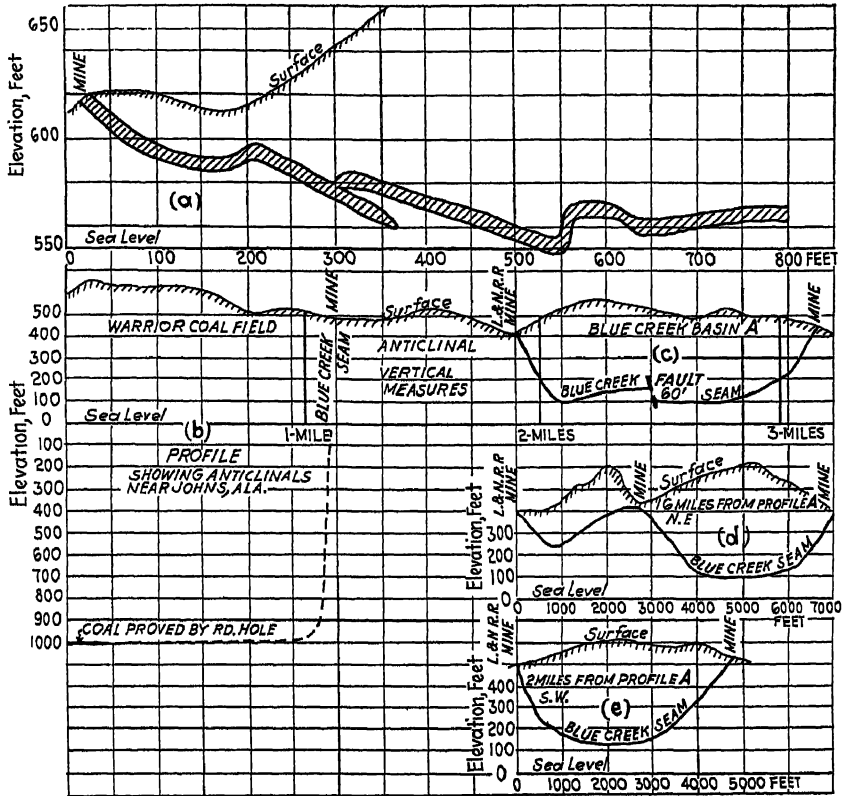 650
600
550
Elevation, Feet
MINE
Surface
(a)
Sea Level
0 100 200 300 400 500 600 700 800 FEET
500
400
300
200
100
0
Elevation, Feet
WARRIOR COAL FIELD
MINE
BLUE CREEK SEAM
Surface
ANTICLINAL
VERTICAL
MEASURES
L.&N.R.R
MINE
BLUE CREEK BASIN A
MINE
(c)
BLUE CREEK
FAULT
60'
SEAM
Sea Level
(b)
1-MILE
2-MILES
3-MILES
100
200
300
400
500
600
700
800
900
1000
PROFILE
SHOWING ANTICLINALS
NEAR JOHNS, ALA.
COAL PROVED BY RD. HOLE
L.&N.R.R
MINE
MINE
Surface
MINE
16 MILES FROM PROFILE A
N.E
(d)
Elevation, Feet
400
300
200
100
0
BLUE CREEK SEAM
Sea Level
0 1000 2000 3000 4000 5000 6000 7000
FEET
L.&N R.R
MINE
Surface
MINE
2 MILES FROM PROFILE A
S.W.
(e)
Elevation, Feet
400
300
200
100
0
BLUE CREEK SEAM
Sea Level
0 1000 2000 3000 4000 5000 FEET